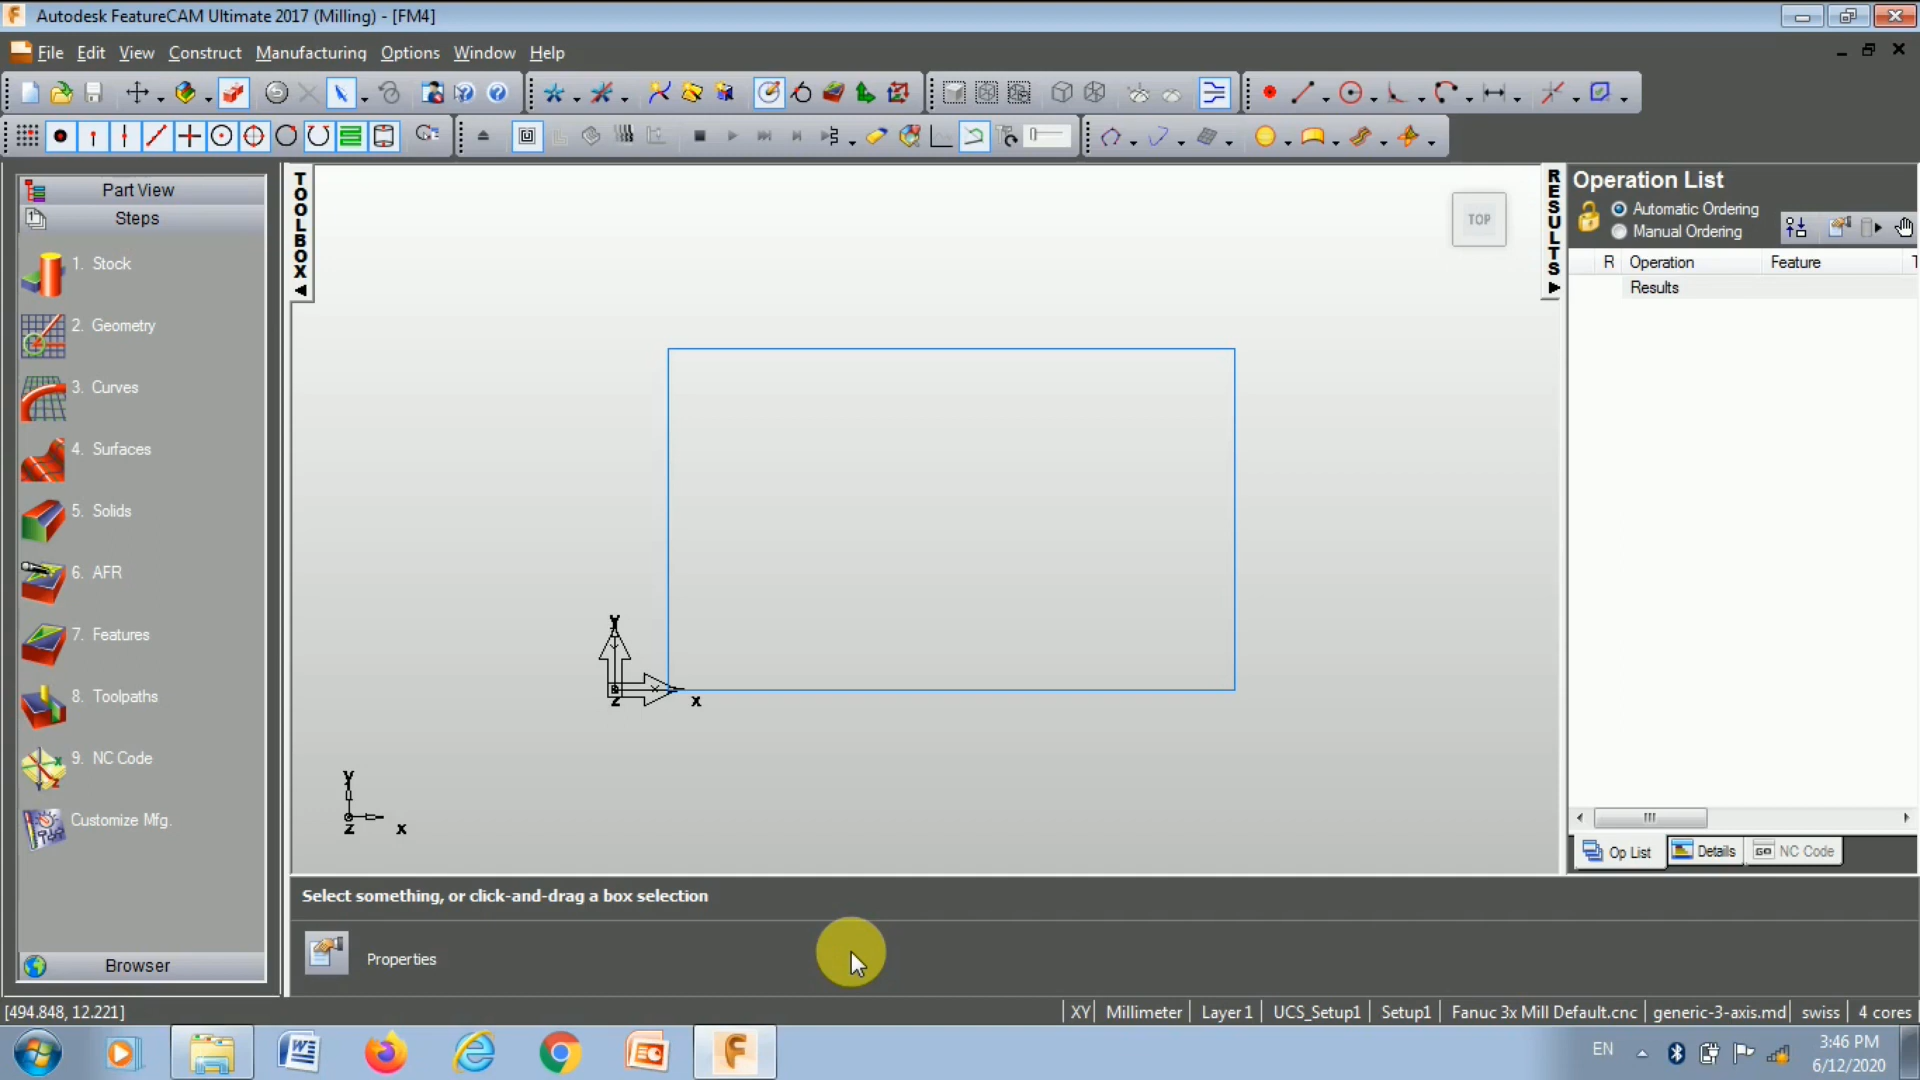 Autodesk FeatureCAM Ultimate 2017 (Milling) - [FM4]
File Edit View Construct Manufacturing Options Window Help
Part View
Steps
1. Stock
2. Geometry
3. Curves
4. Surfaces
5. Solids
6. AFR
7. Features
8. Toolpaths
9. NC Code
Customize Mfg.
Browser
TOOLBOX
TOP
Y
Z X
Y
Z X
RESULTS
Operation List
Automatic Ordering
Manual Ordering
R Operation Feature T
Results
Op List Details GO NC Code
Select something, or click-and-drag a box selection
Properties
[494.848, 12.221]
XY Millimeter Layer1 UCS_Setup1 Setup1 Fanuc 3x Mill Default.cnc generic-3-axis.md swiss 4 cores
EN
3:46 PM
6/12/2020